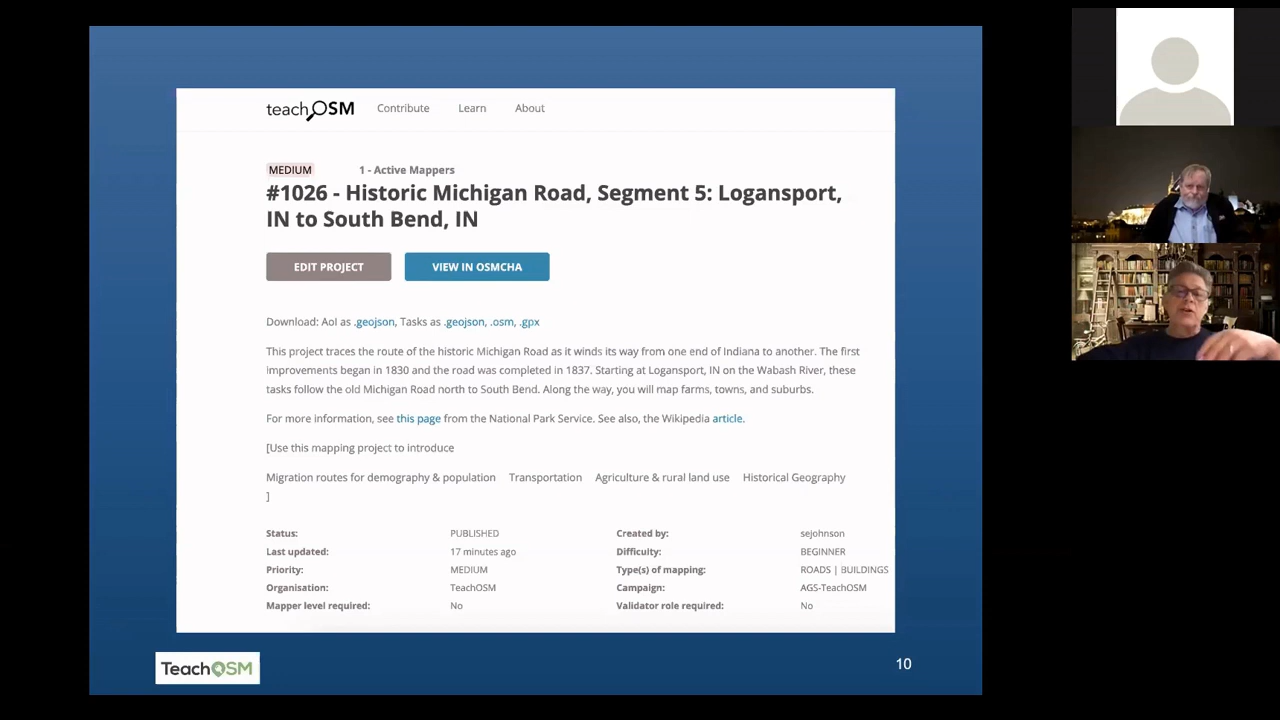 teachOSM Contribute Learn About
MEDIUM 1 - Active Mappers
#1026 - Historic Michigan Road, Segment 5: Logansport,
IN to South Bend, IN
EDIT PROJECT VIEW IN OSMCHA
Download: AoI as .geojson, Tasks as .geojson, .osm, .gpx
This project traces the route of the historic Michigan Road as it winds its way from one end of Indiana to another. The first
improvements began in 1830 and the road was completed in 1837. Starting at Logansport, IN on the Wabash River, these
tasks follow the old Michigan Road north to South Bend. Along the way, you will map farms, towns, and suburbs.
For more information, see this page from the National Park Service. See also, the Wikipedia article.
[Use this mapping project to introduce
Migration routes for demography & population Transportation Agriculture & rural land use Historical Geography
]
Status: PUBLISHED Created by: sejohnson
Last updated: 17 minutes ago Difficulty: BEGINNER
Priority: MEDIUM Type(s) of mapping: ROADS | BUILDINGS
Organisation: TeachOSM Campaign: AGS-TeachOSM
Mapper level required: No Validator role required: No
TeachOSM 10